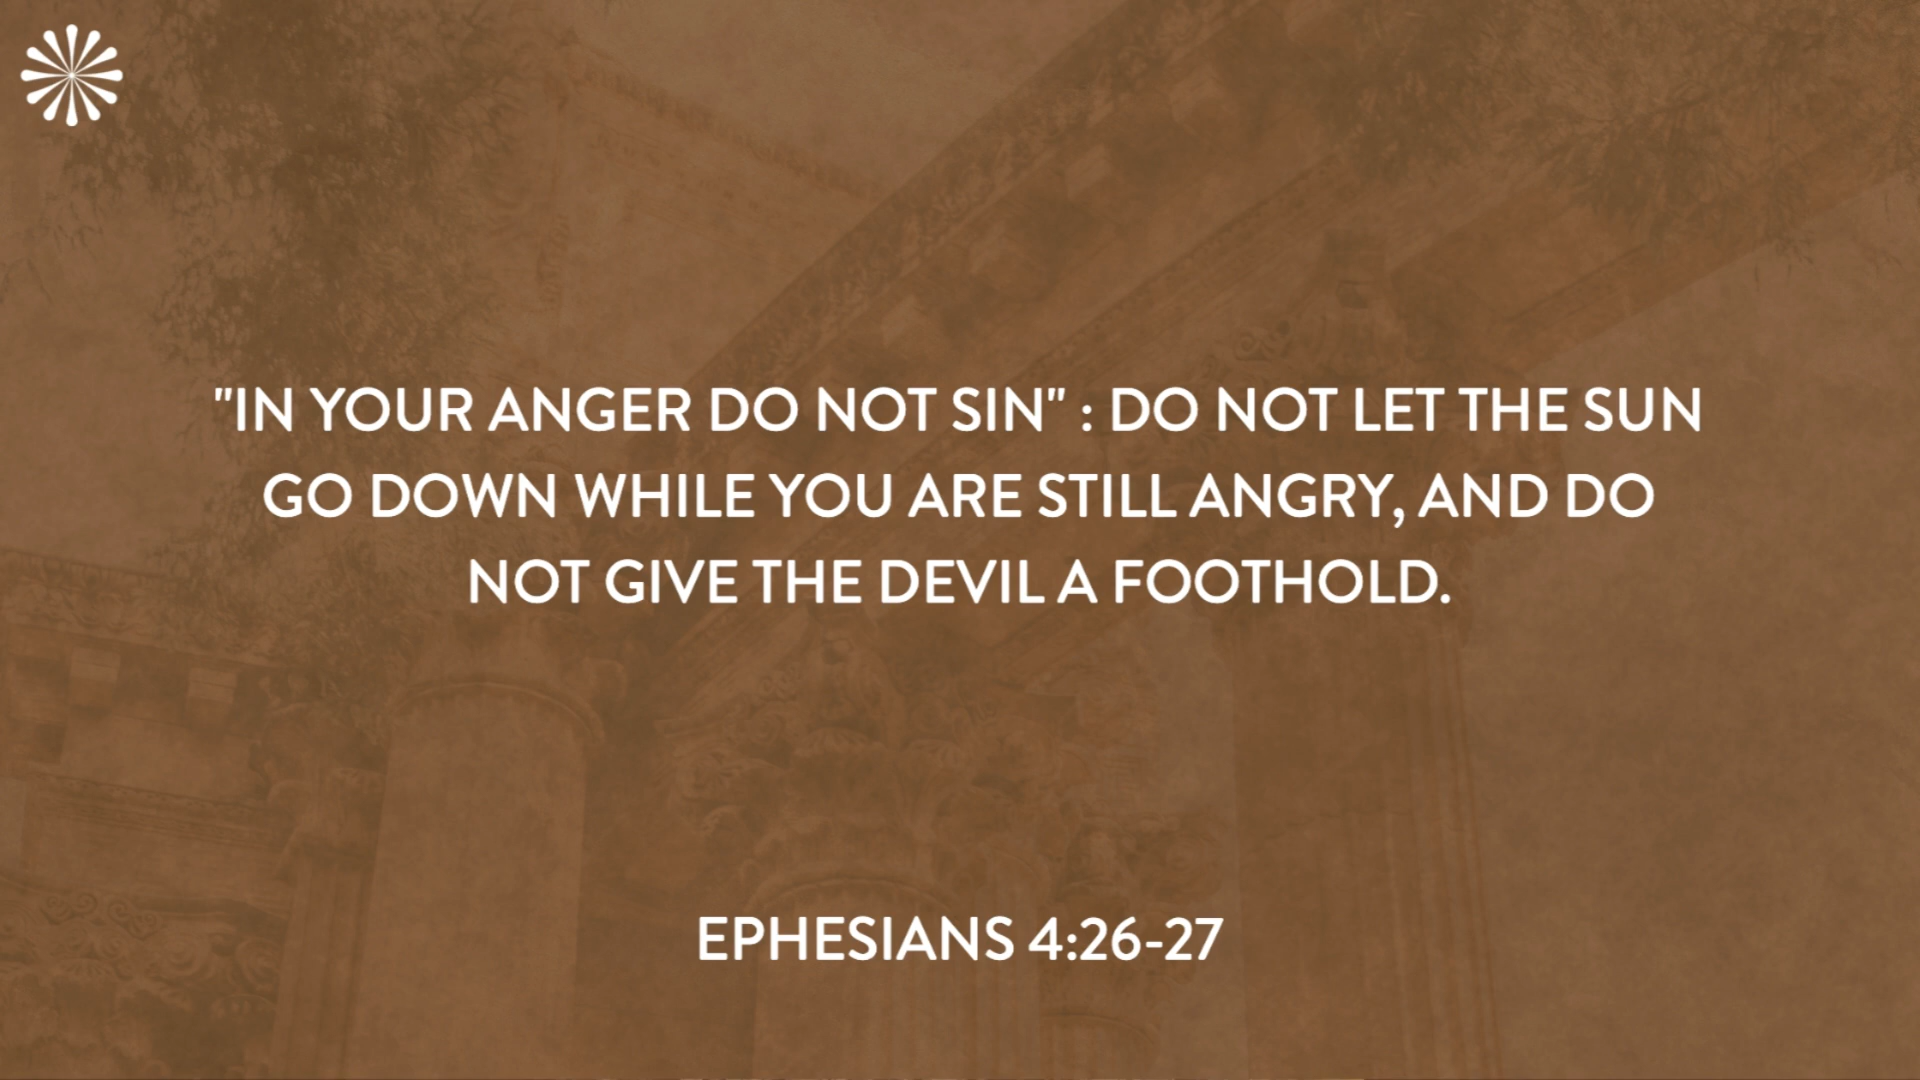 "IN YOUR ANGER DO NOT SIN" : DO NOT LET THE SUN
GO DOWN WHILE YOU ARE STILL ANGRY, AND DO
NOT GIVE THE DEVIL A FOOTHOLD.
EPHESIANS 4:26-27